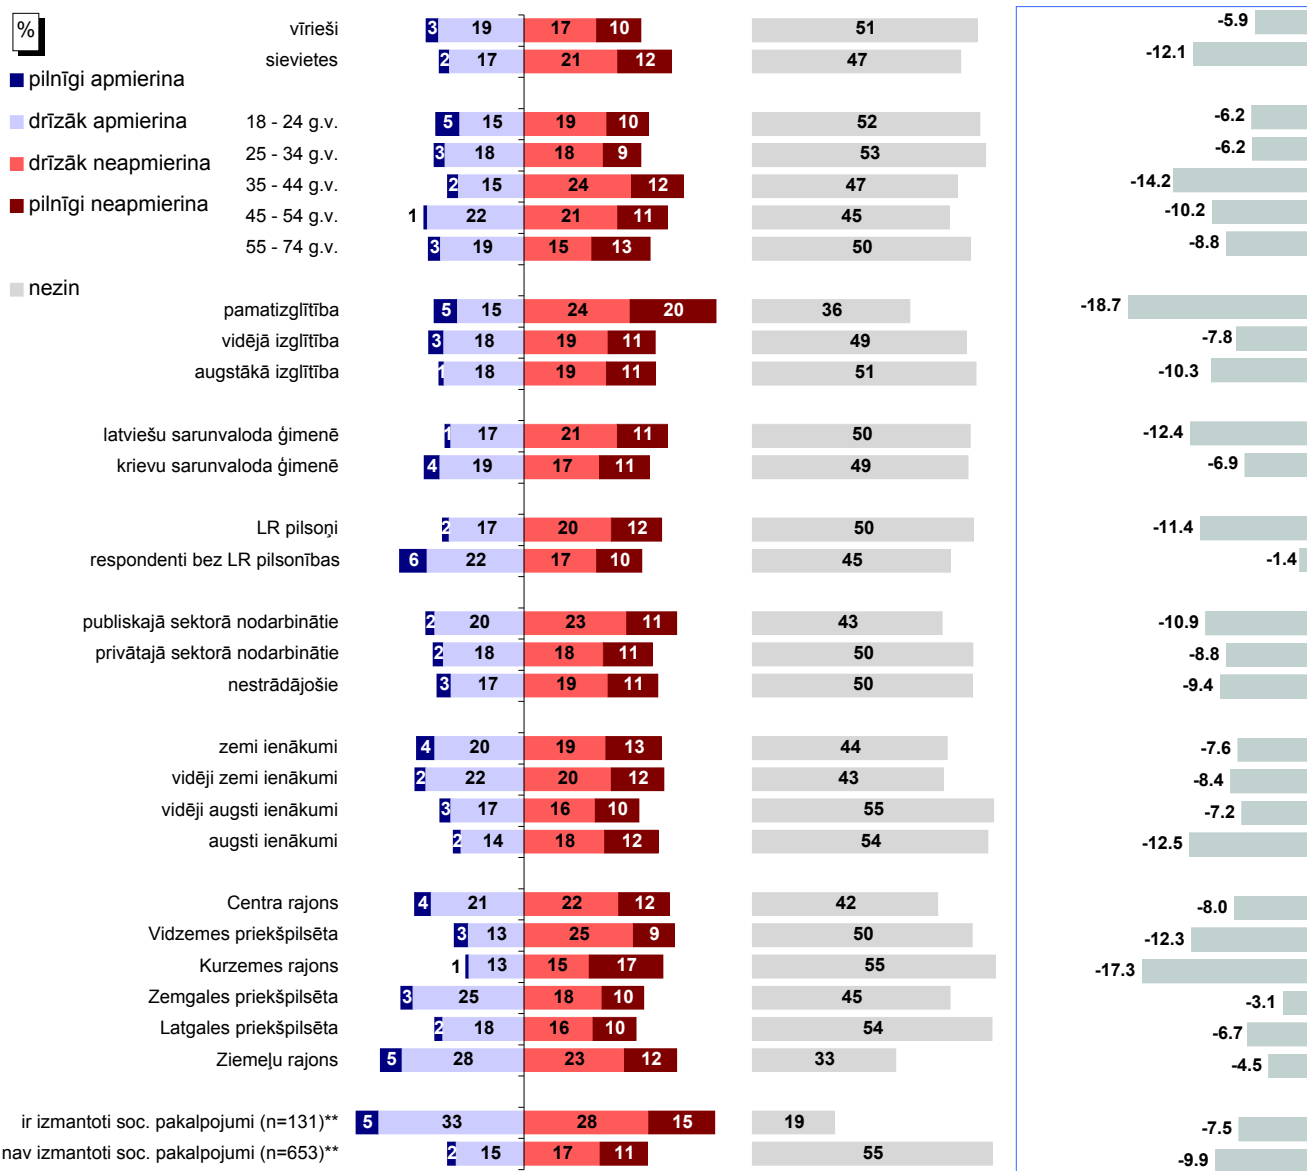 %
pilnīgi apmierina
drīzāk apmierina
drīzāk neapmierina
pilnīgi neapmierina
nezin
vīrieši 3 19 17 10 51 -5.9
sievietes 2 17 21 12 47 -12.1
18 - 24 g.v. 5 15 19 10 52 -6.2
25 - 34 g.v. 3 18 18 9 53 -6.2
35 - 44 g.v. 2 15 24 12 47 -14.2
45 - 54 g.v. 1 22 21 11 45 -10.2
55 - 74 g.v. 3 19 15 13 50 -8.8
pamatizglītība 5 15 24 20 36 -18.7
vidējā izglītība 3 18 19 11 49 -7.8
augstākā izglītība 1 18 19 11 51 -10.3
latviešu sarunvaloda ģimenē 1 17 21 11 50 -12.4
krievu sarunvaloda ģimenē 4 19 17 11 49 -6.9
LR pilsoņi 2 17 20 12 50 -11.4
respondenti bez LR pilsonības 6 22 17 10 45 -1.4
publiskajā sektorā nodarbinātie 2 20 23 11 43 -10.9
privātajā sektorā nodarbinātie 2 18 18 11 50 -8.8
nestrādājošie 3 17 19 11 50 -9.4
zemi ienākumi 4 20 19 13 44 -7.6
vidēji zemi ienākumi 2 22 20 12 43 -8.4
vidēji augsti ienākumi 3 17 16 10 55 -7.2
augsti ienākumi 2 14 18 12 54 -12.5
Centra rajons 4 21 22 12 42 -8.0
Vidzemes priekšpilsēta 3 13 25 9 50 -12.3
Kurzemes rajons 1 13 15 17 55 -17.3
Zemgales priekšpilsēta 3 25 18 10 45 -3.1
Latgales priekšpilsēta 2 18 16 10 54 -6.7
Ziemeļu rajons 5 28 23 12 33 -4.5
ir izmantoti soc. pakalpojumi (n=131)** 5 33 28 15 19 -7.5
nav izmantoti soc. pakalpojumi (n=653)** 2 15 17 11 55 -9.9